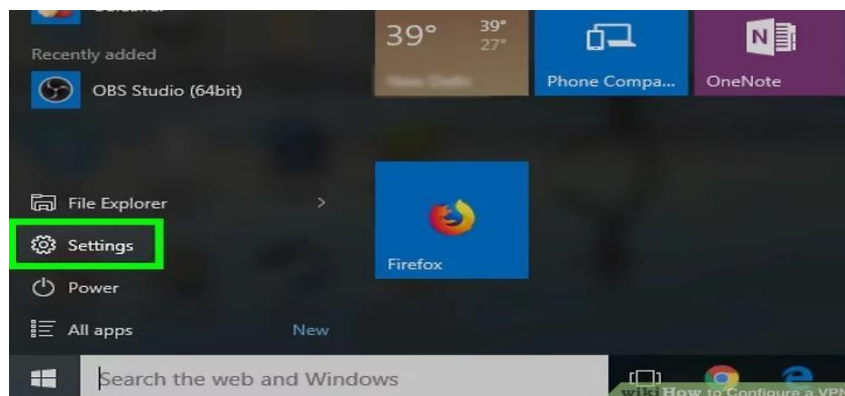 39°
39°
27°
Recently added
OBS Studio (64bit)
Phone Compa...
OneNote
File Explorer
Settings
Firefox
Power
All apps
New
Search the web and Windows
wikiHow to Configure a VPN